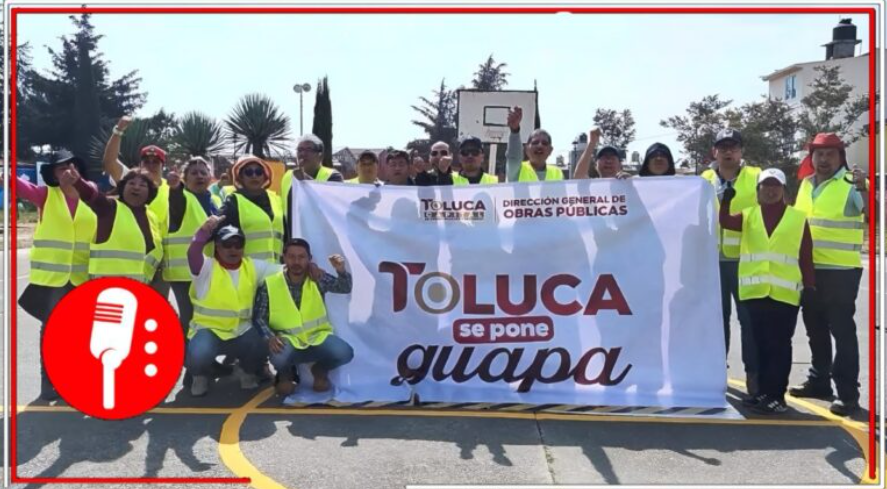 TOLUCA
DIRECCIÓN GENERAL DE
OBRAS PÚBLICAS
TOLUCA
se pone
guapa